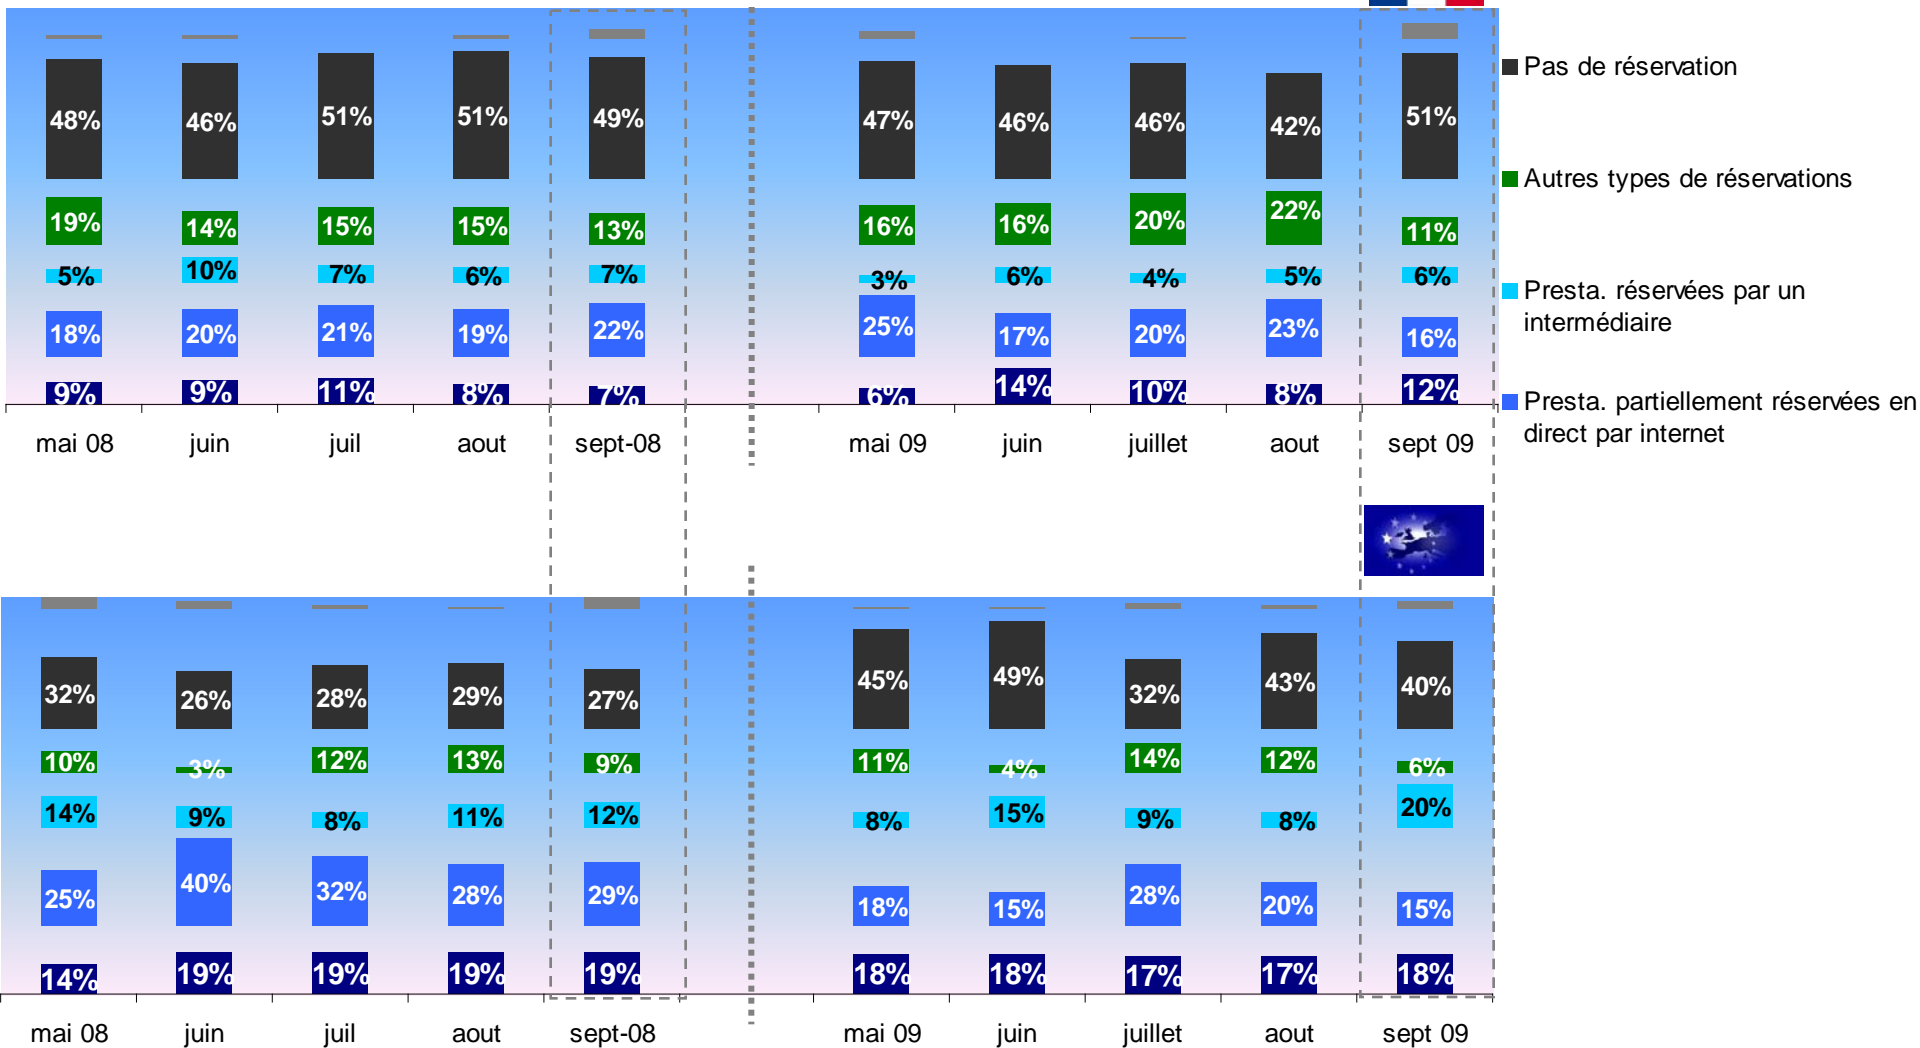 Pas de réservation
48% 46% 51% 51% 49% 47% 46% 46% 42% 51%
Autres types de réservations
19% 14% 15% 15% 13% 16% 16% 20% 22% 11%
5% 10% 7% 6% 7% 3% 6% 4% 5% 6%
Presta. réservées par un
intermédiaire
18% 20% 21% 19% 22% 25% 17% 20% 23% 16%
9% 9% 11% 8% 7% 6% 14% 10% 8% 12%
Presta. partiellement réservées en
direct par internet
mai 08 juin juil aout sept-08 mai 09 juin juillet aout sept 09
32% 26% 28% 29% 27% 45% 49% 32% 43% 40%
10% 3% 12% 13% 9% 11% 4% 14% 12% 6%
14% 9% 8% 11% 12% 8% 15% 9% 8% 20%
25% 40% 32% 28% 29% 18% 15% 28% 20% 15%
14% 19% 19% 19% 19% 18% 18% 17% 17% 18%
mai 08 juin juil aout sept-08 mai 09 juin juillet aout sept 09